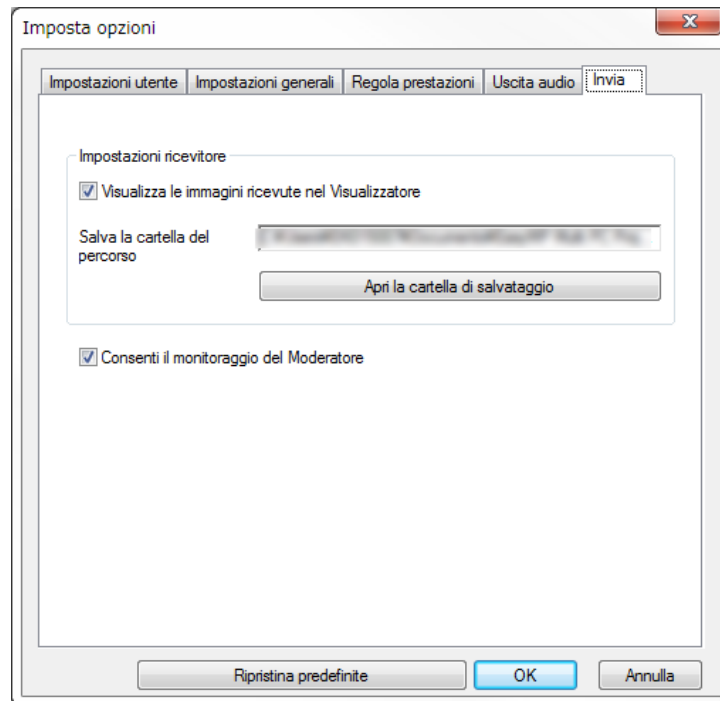 Imposta opzioni
Impostazioni utente Impostazioni generali Regola prestazioni Uscita audio Invia
Impostazioni ricevitore
Visualizza le immagini ricevute nel Visualizzatore
Salva la cartella del
percorso
Apri la cartella di salvataggio
Consenti il monitoraggio del Moderatore
Ripristina predefinite OK Annulla